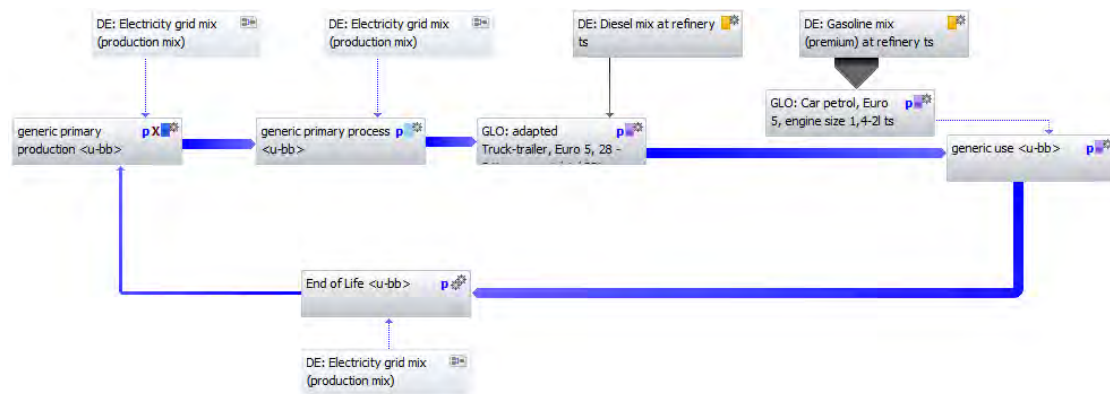 DE: Electricity grid mix
(production mix)
DE: Electricity grid mix
(production mix)
DE: Diesel mix at refinery
ts
DE: Gasoline mix
(premium) at refinery ts
GLO: Car petrol, Euro
5, engine size 1,4-2l ts
generic primary
production <u-bb>
p X
generic primary process
<u-bb>
p
GLO: adapted
Truck-trailer, Euro 5, 28 -
p
p
generic use <u-bb>
p
End of Life <u-bb>
p
DE: Electricity grid mix
(production mix)